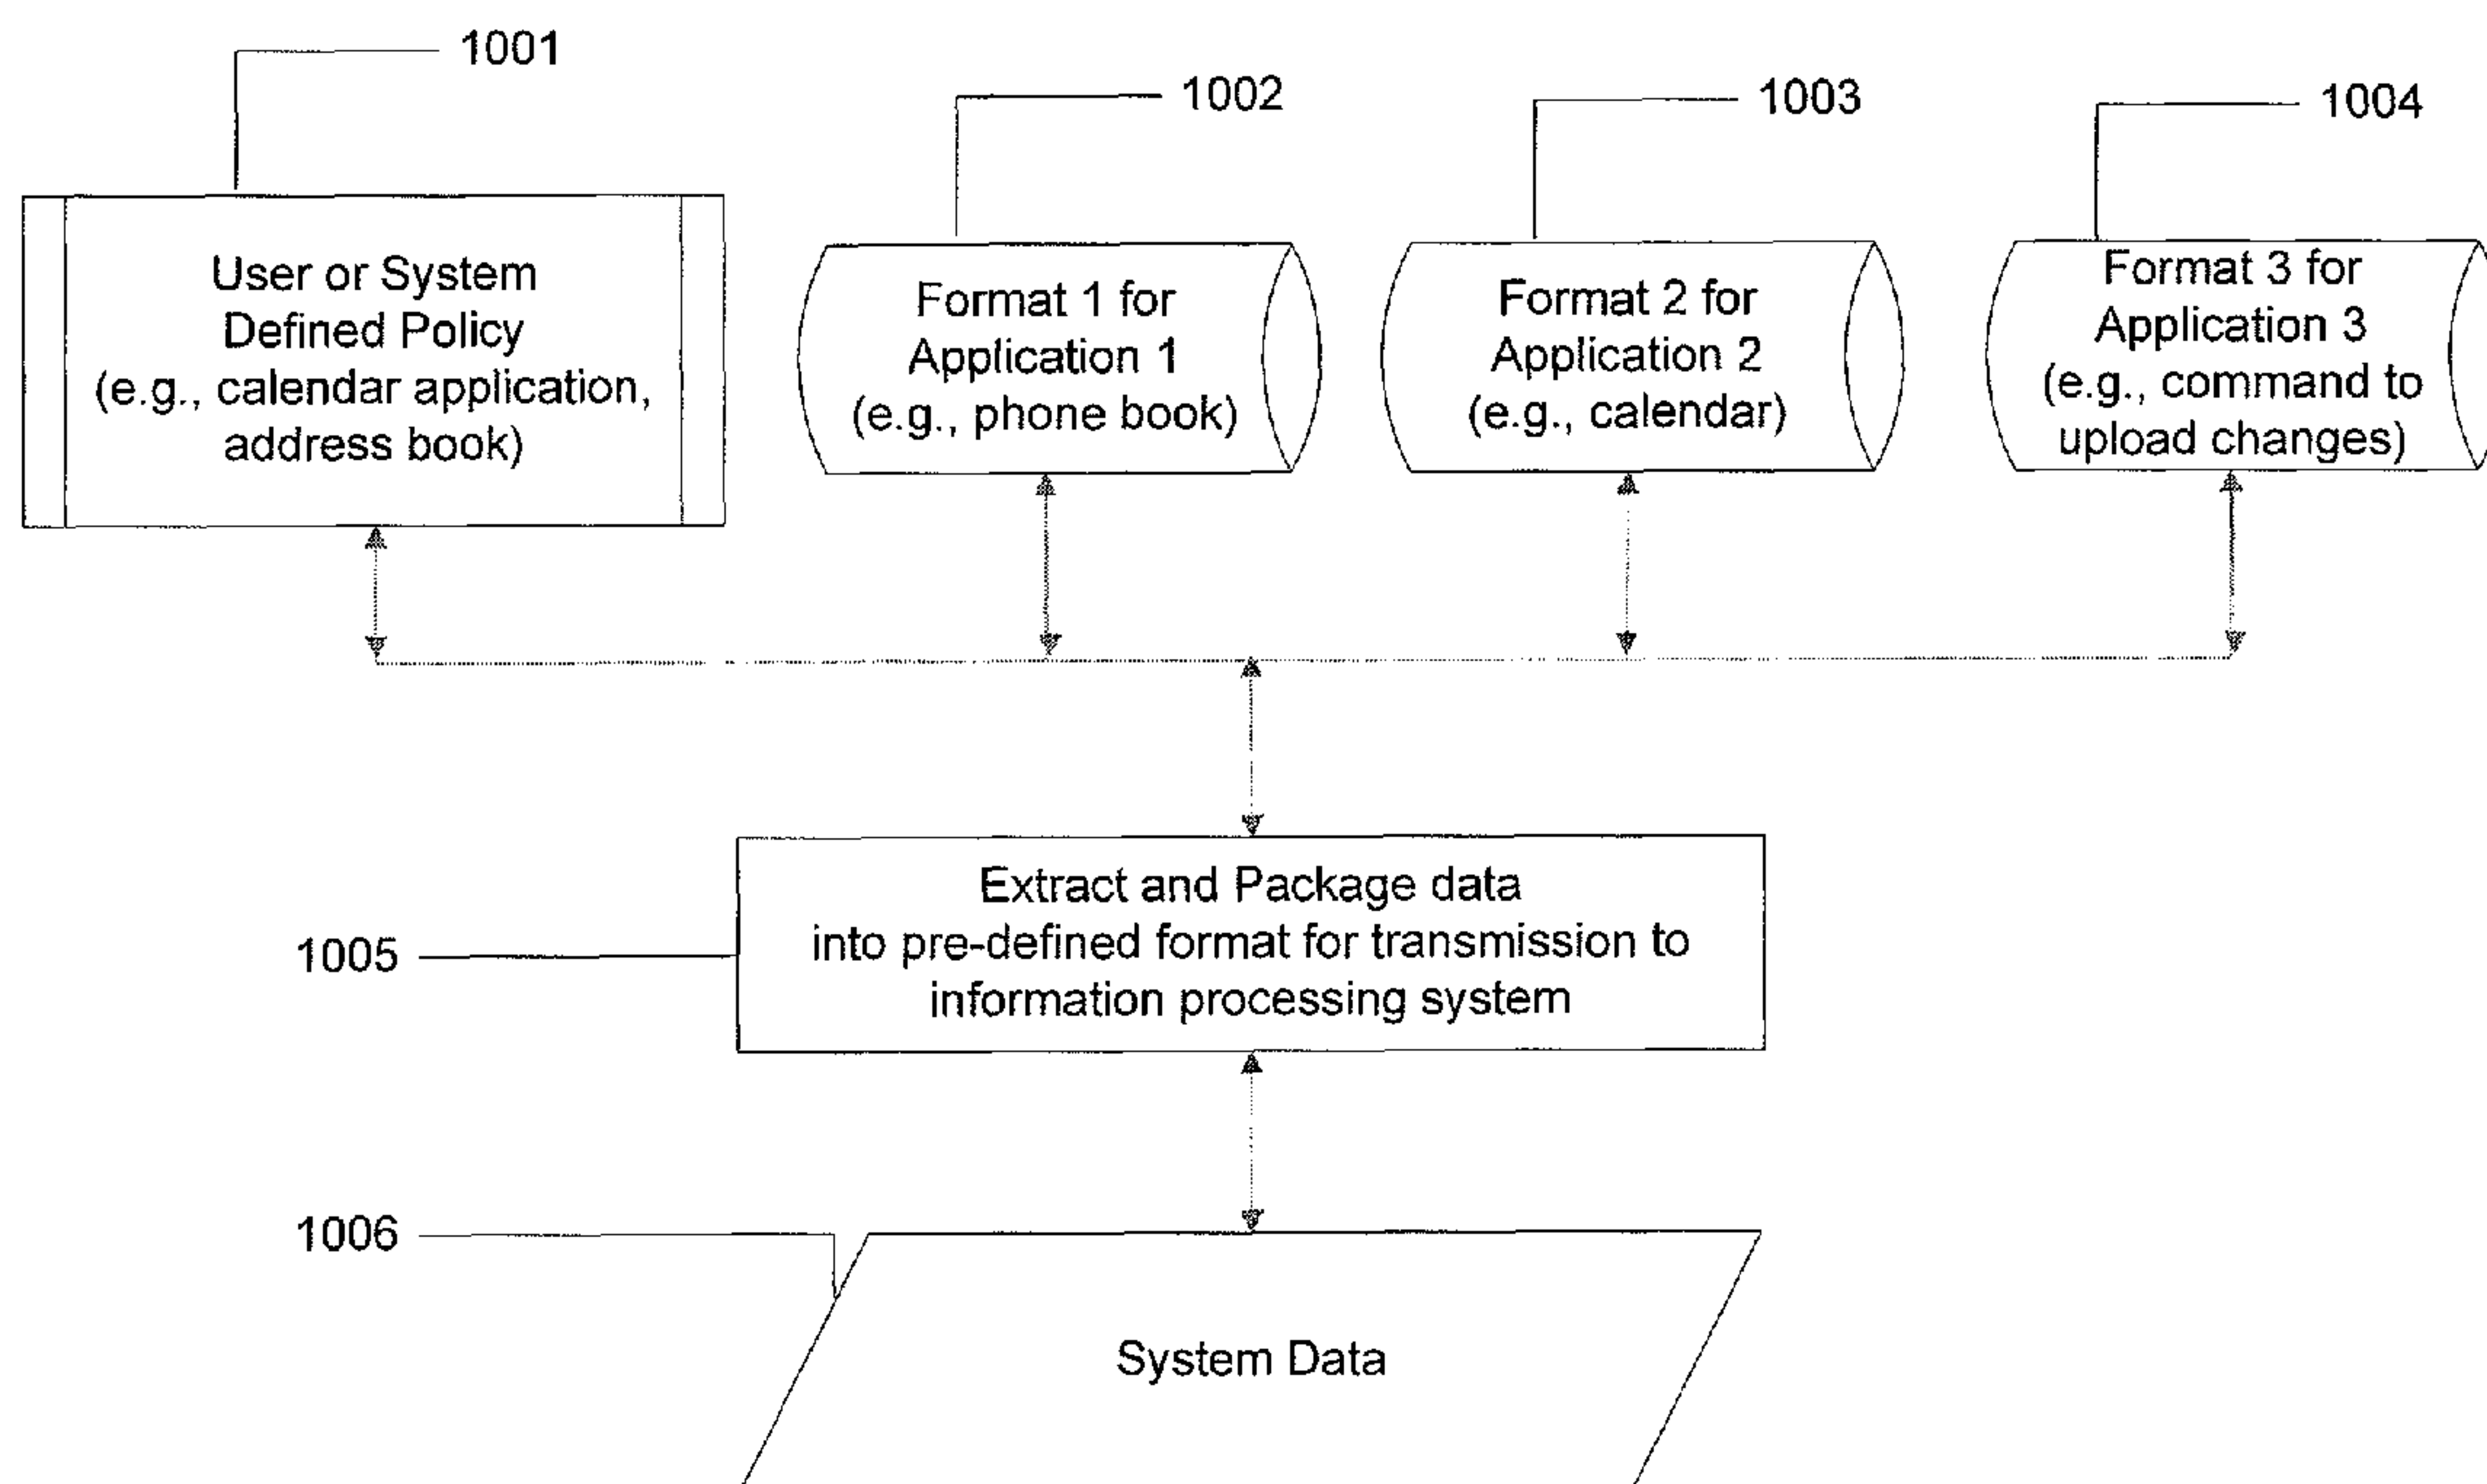 1001
1002
1003
1004
User or System
Defined Policy
(e.g., calendar application,
address book)
Format 1 for
Application 1
(e.g., phone book)
Format 2 for
Application 2
(e.g., calendar)
Format 3 for
Application 3
(e.g., command to
upload changes)
1005
Extract and Package data
into pre-defined format for transmission to
information processing system
1006
System Data